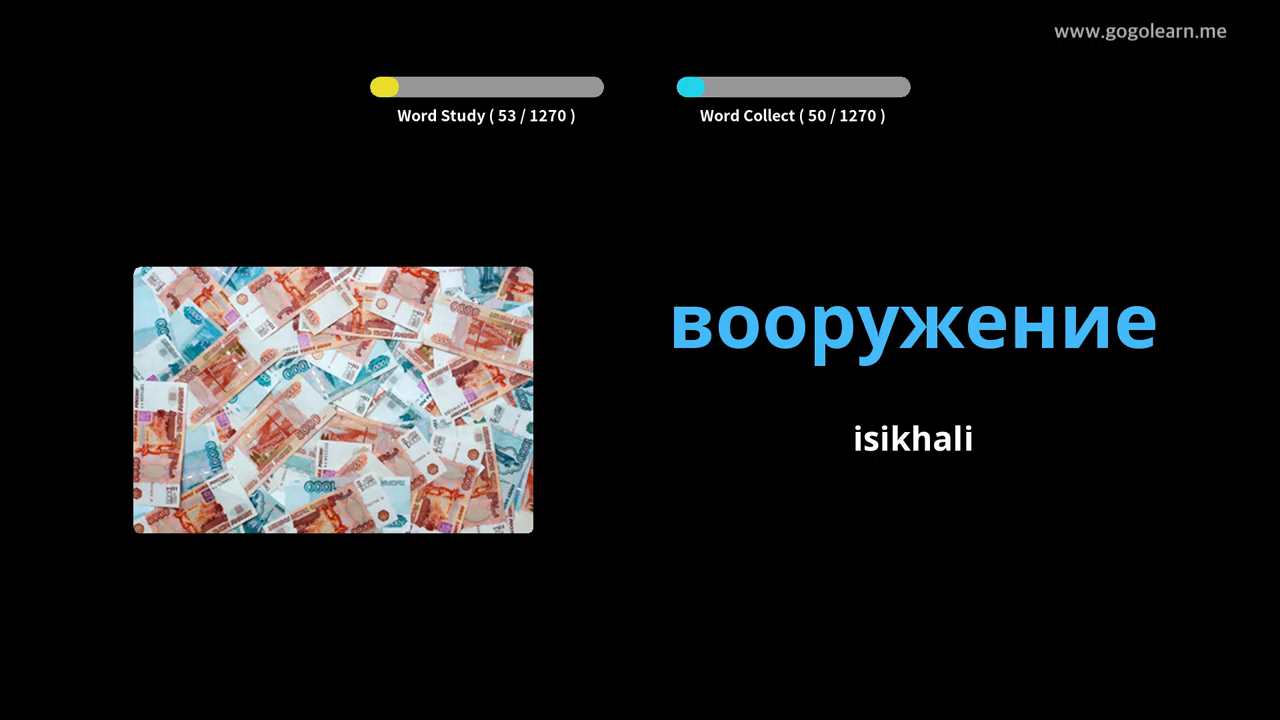 www.gogolearn.me
Word Study ( 53 / 1270 )
Word Collect ( 50 / 1270 )
вооружение
isikhali